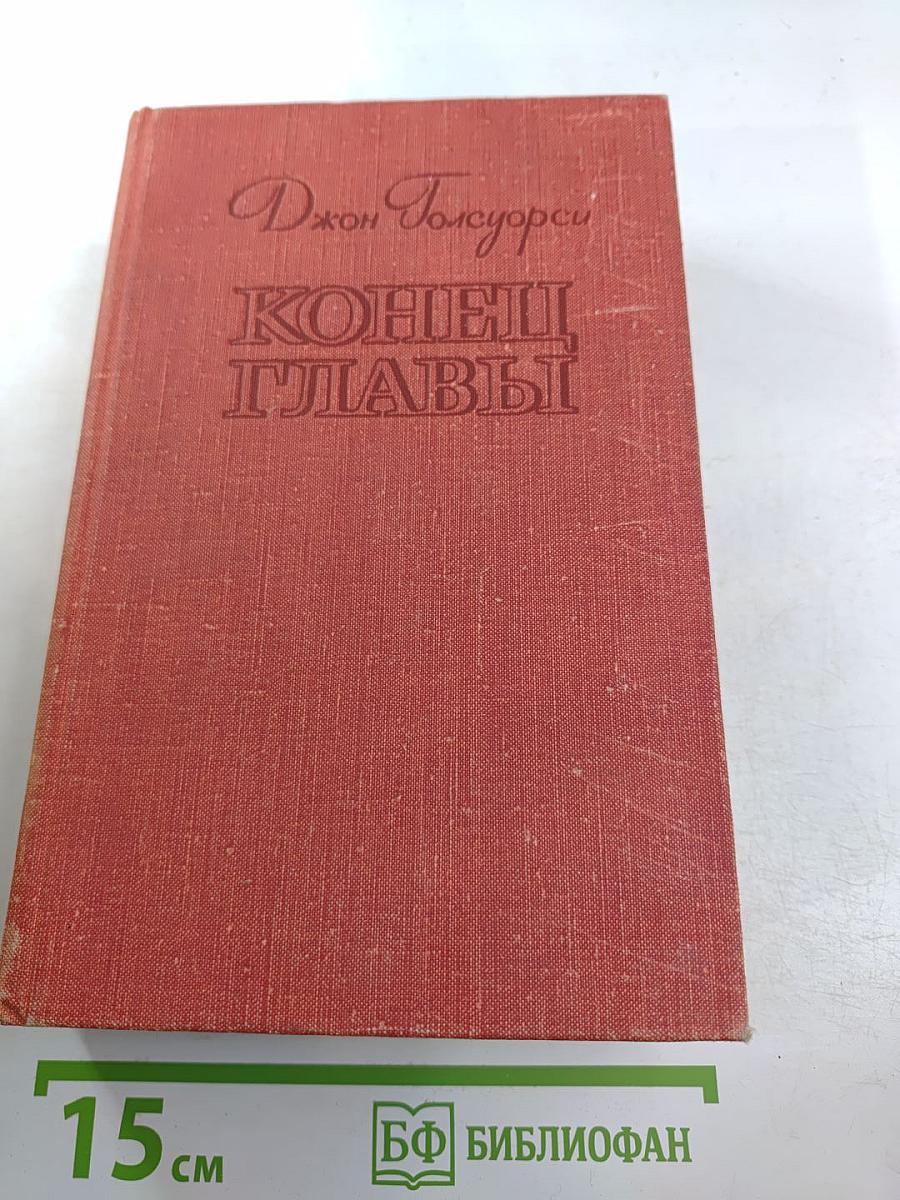 Джон Голсуорси
КОНЕЦ
ГЛАВЫ
15 см
БФ БИБЛИОФАН